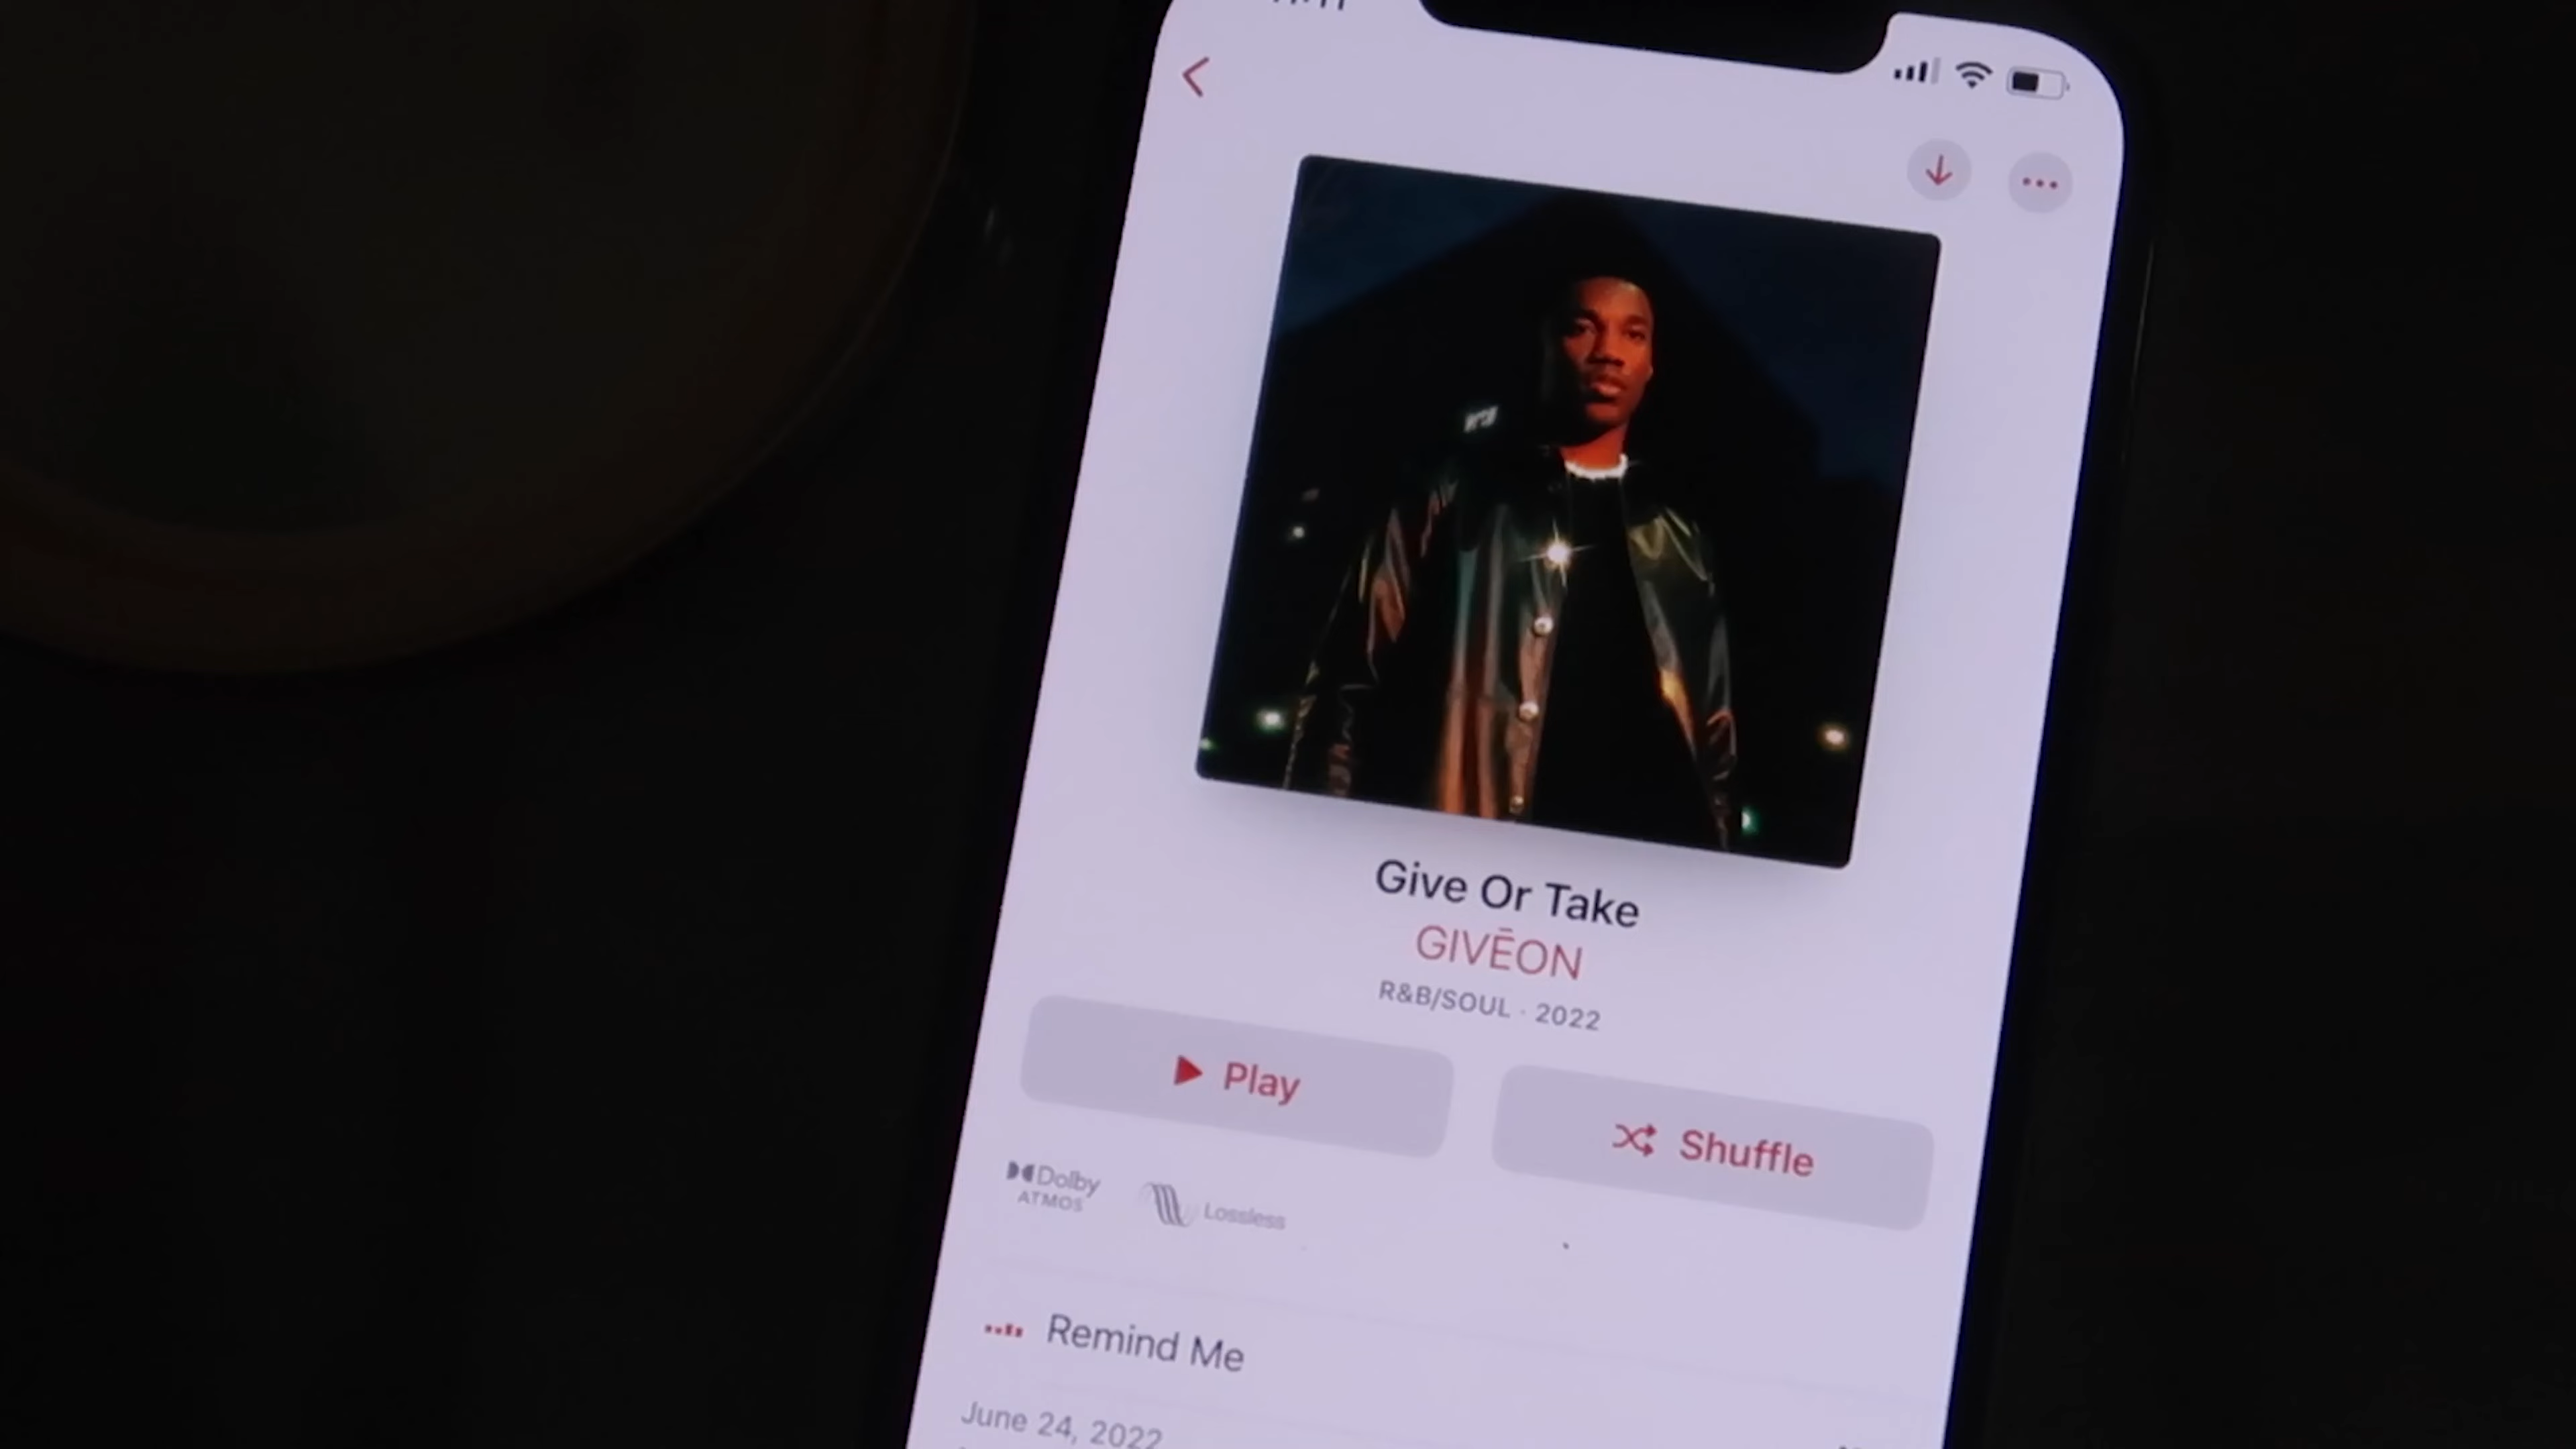 Give Or Take
GIVĒON
R&B/SOUL · 2022
Play
Shuffle
Dolby
ATMOS
Lossless
Remind Me
June 24, 2022